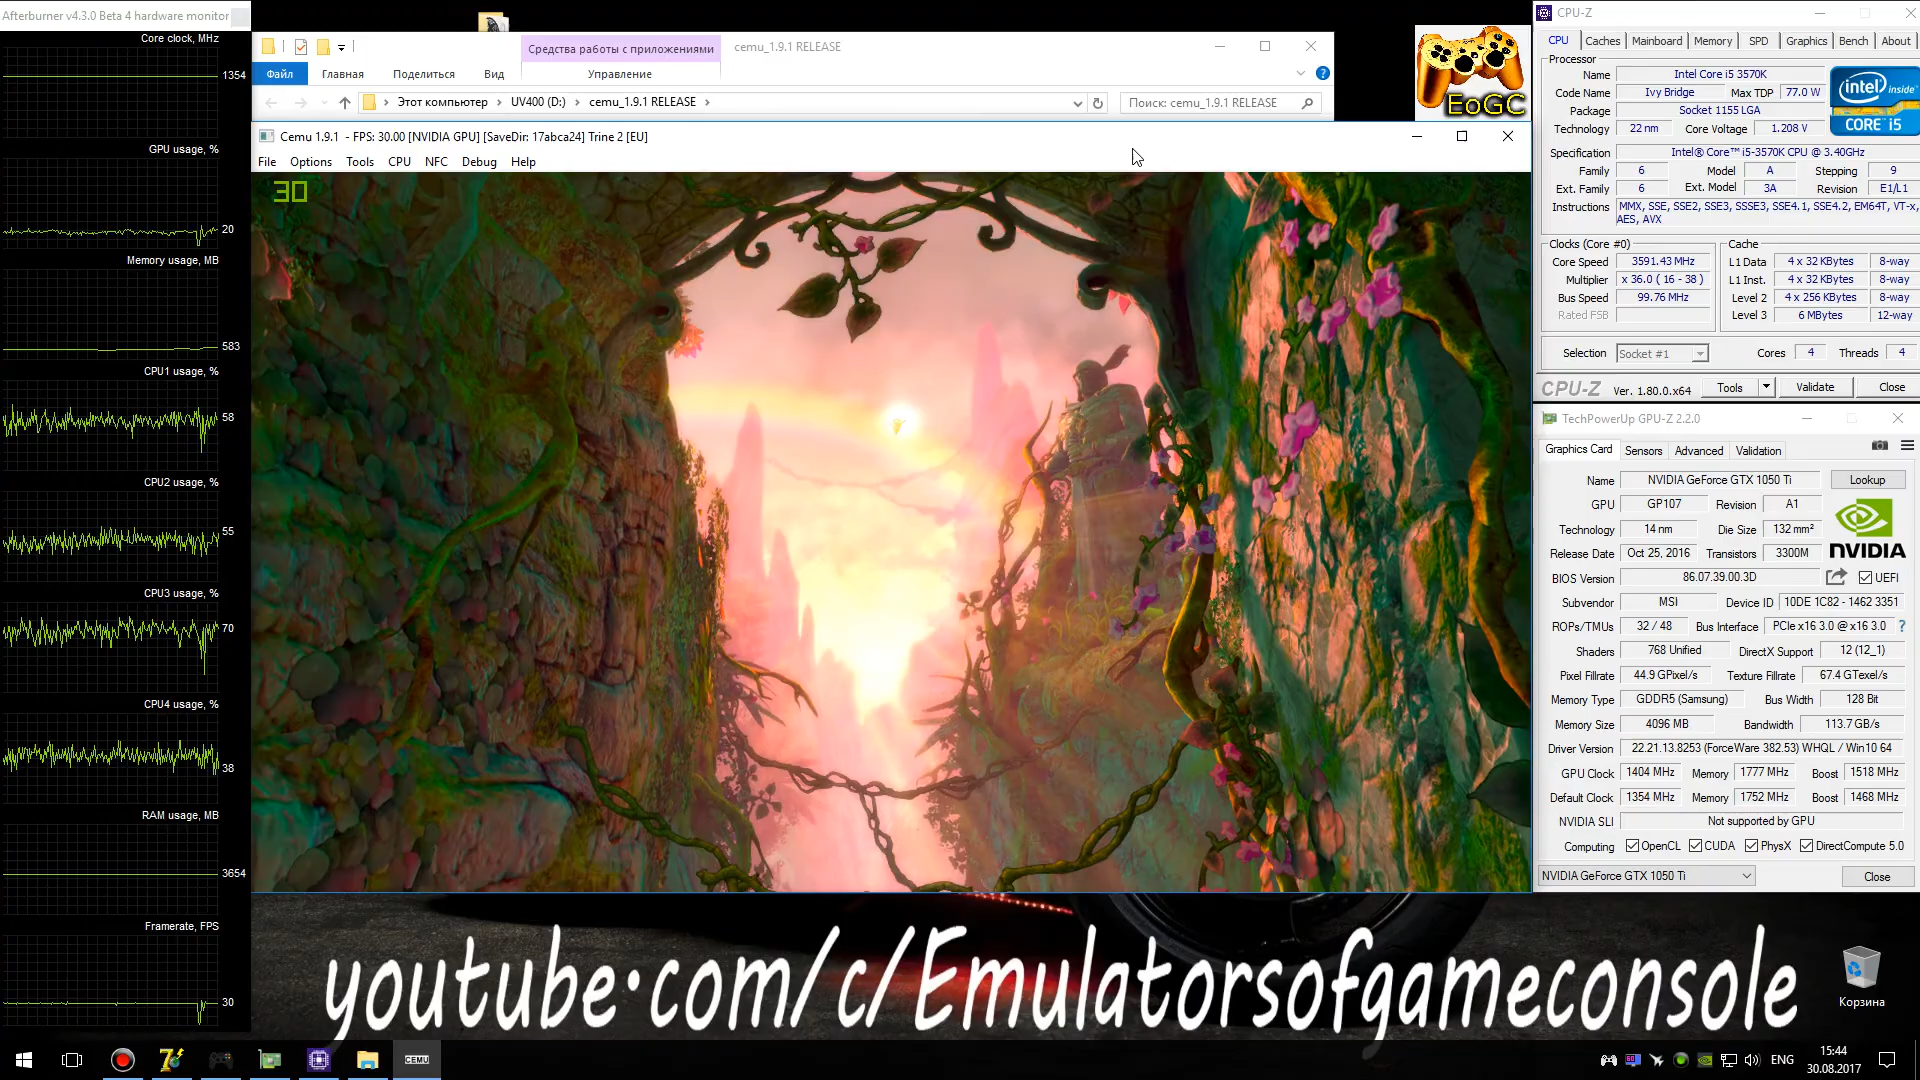 Afterburner v4.3.0 Beta 4 hardware monitor
Core clock, MHz
1354
GPU usage, %
20
Memory usage, MB
583
CPU1 usage, %
58
CPU2 usage, %
55
CPU3 usage, %
70
CPU4 usage, %
38
RAM usage, MB
3654
Framerate, FPS
30
Средства работы с приложениями
cemu_1.9.1 RELEASE
Файл Главная Поделиться Вид Управление
Этот компьютер > UV400 (D:) > cemu_1.9.1 RELEASE >
Поиск: cemu_1.9.1 RELEASE
EoGC
Cemu 1.9.1 - FPS: 30.00 [NVIDIA GPU] [SaveDir: 17abca24] Trine 2 [EU]
File Options Tools CPU NFC Debug Help
30
CPU-Z
CPU Caches Mainboard Memory SPD Graphics Bench About
Processor
Name Intel Core i5 3570K
Code Name Ivy Bridge Max TDP 77.0 W
Package Socket 1155 LGA
Technology 22 nm Core Voltage 1.208 V
intel inside™
CORE i5
Specification Intel® Core™ i5-3570K CPU @ 3.40GHz
Family 6 Model A Stepping 9
Ext. Family 6 Ext. Model 3A Revision E1/L1
Instructions MMX, SSE, SSE2, SSE3, SSSE3, SSE4.1, SSE4.2, EM64T, VT-x,
AES, AVX
Clocks (Core #0)
Core Speed 3591.43 MHz
Multiplier x 36.0 ( 16 - 38 )
Bus Speed 99.76 MHz
Rated FSB
Cache
L1 Data 4 x 32 KBytes 8-way
L1 Inst. 4 x 32 KBytes 8-way
Level 2 4 x 256 KBytes 8-way
Level 3 6 MBytes 12-way
Selection Socket #1 Cores 4 Threads 4
CPU-Z Ver. 1.80.0.x64 Tools Validate Close
TechPowerUp GPU-Z 2.2.0
Graphics Card Sensors Advanced Validation
Name NVIDIA GeForce GTX 1050 Ti Lookup
GPU GP107 Revision A1
Technology 14 nm Die Size 132 mm²
Release Date Oct 25, 2016 Transistors 3300M
NVIDIA
BIOS Version 86.07.39.00.3D UEFI
Subvendor MSI Device ID 10DE 1C82 - 1462 3351
ROPs/TMUs 32 / 48 Bus Interface PCIe x16 3.0 @ x16 3.0 ?
Shaders 768 Unified DirectX Support 12 (12_1)
Pixel Fillrate 44.9 GPixel/s Texture Fillrate 67.4 GTexel/s
Memory Type GDDR5 (Samsung) Bus Width 128 Bit
Memory Size 4096 MB Bandwidth 113.7 GB/s
Driver Version 22.21.13.8253 (ForceWare 382.53) WHQL / Win10 64
GPU Clock 1404 MHz Memory 1777 MHz Boost 1518 MHz
Default Clock 1354 MHz Memory 1752 MHz Boost 1468 MHz
NVIDIA SLI Not supported by GPU
Computing OpenCL CUDA PhysX DirectCompute 5.0
NVIDIA GeForce GTX 1050 Ti Close
youtube.com/c/Emulatorsofgameconsole
Корзина
CEMU
ENG
15:44
30.08.2017